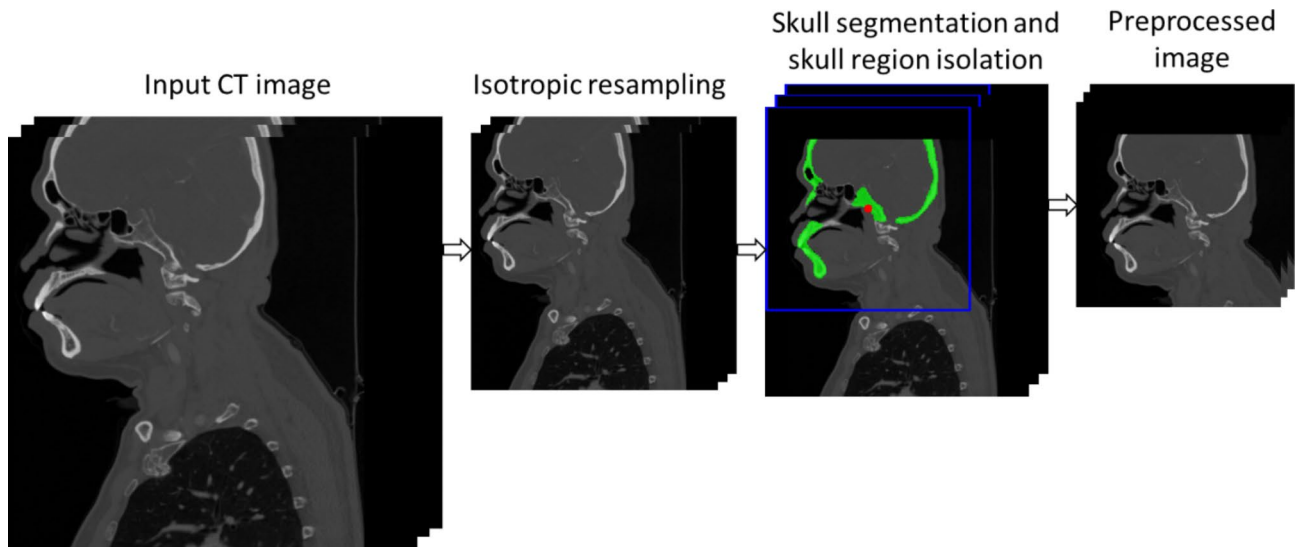 Input CT image
Isotropic resampling
Skull segmentation and
skull region isolation
Preprocessed
image